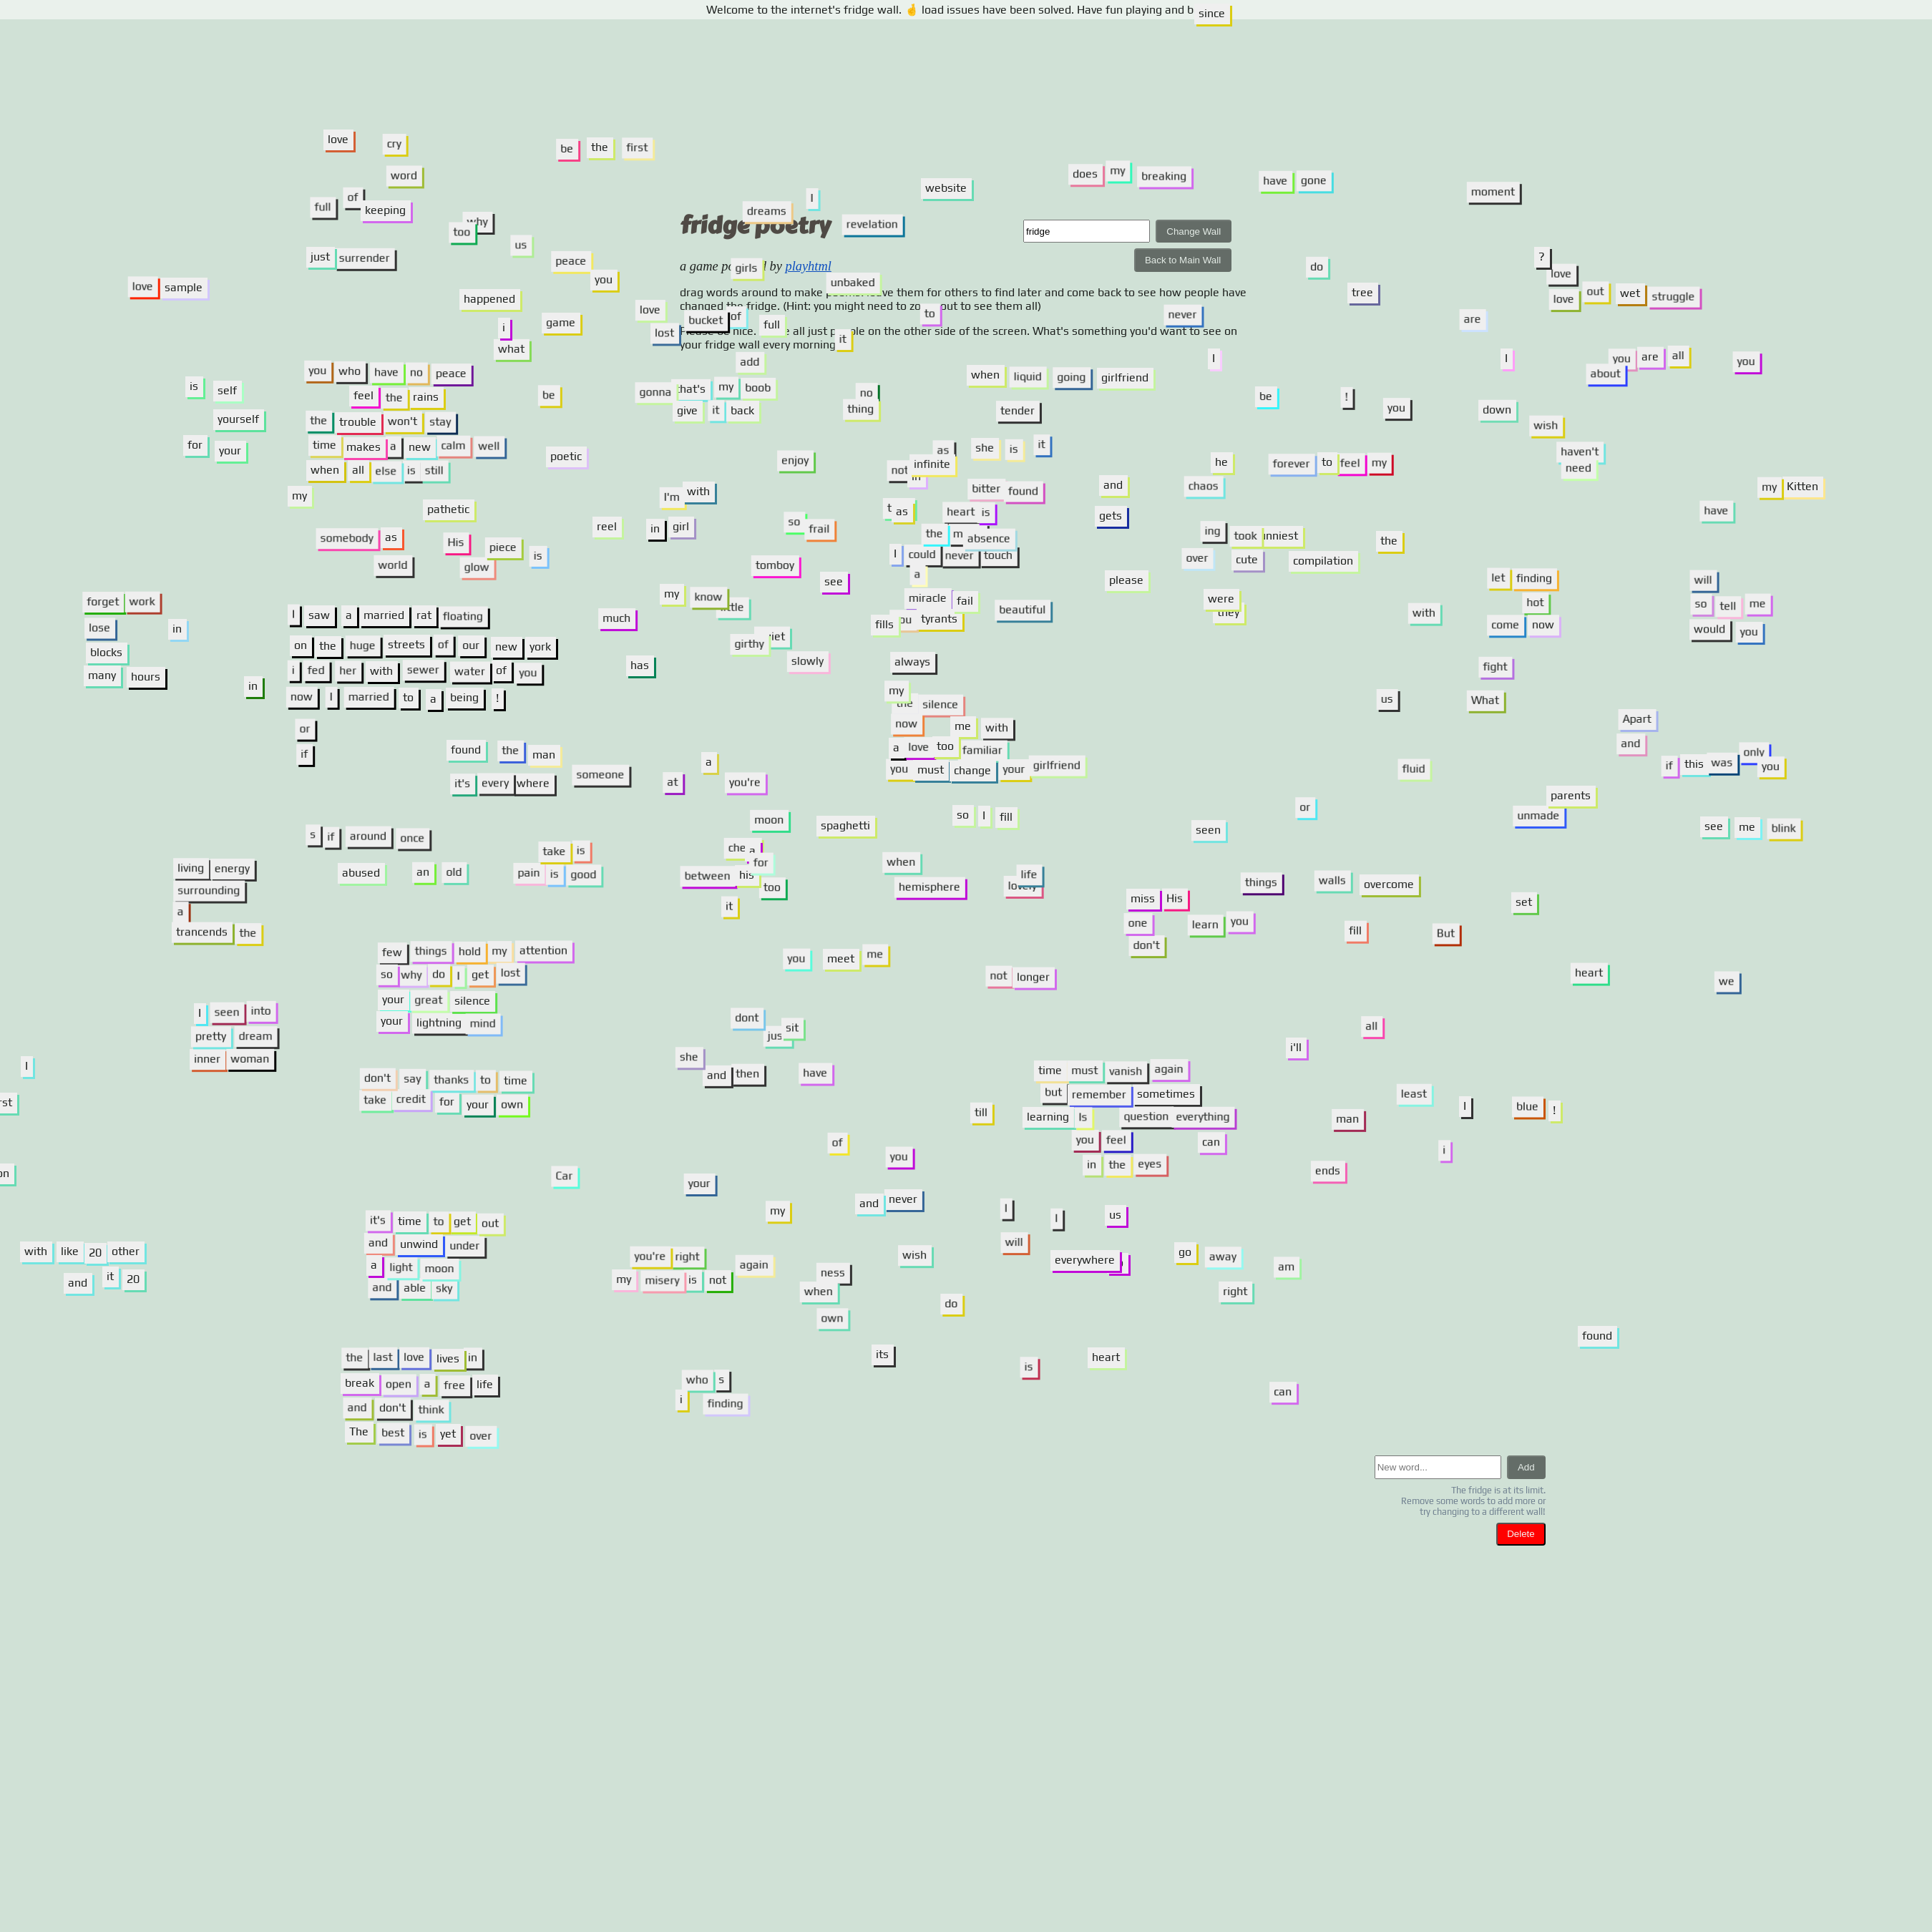 Welcome to the internet's fridge wall. ☝ load issues have been solved. Have fun playing and b
since
love cry
be the first
word
does my breaking
have gone
website
moment
full of keeping
I
dreams
why too
fridge poetry
revelation
fridge
Change Wall
us
just surrender
peace
a game by playhtml
girls
Back to Main Wall
do
?
love
you
unbaked
love sample
drag words around to make them for others to find later and come back to see how people have
changed the fridge. (Hint: you might need to out to see them all)
tree
love out wet struggle
happened
love
bucket of full
to
never
are
i
game
lost
nice. all just on the other side of the screen. What's something you'd want to see on
your fridge wall every morning
it
what
add
I
I
you are all
about
you
you who have no peace
when liquid going girlfriend
is self
feel the rains
be
gonna that's my boob
no
be ! you
give it back
thing
tender
down
yourself
the trouble won't stay
wish
for your
time makes a new calm well
as she is it
haven't
need
poetic
enjoy
not infinite
he
forever to feel my
when all else is still
my Kitten
my
I'm with
bitter found
and
chaos
have
pathetic
as
heart is
gets
reel
in girl
so frail
somebody as
His piece is
the absence
ing took
the
world
glow
I could never touch
over cute compilation
tomboy
see
a
please
let finding
will
forget work
my know
miracle fail
were
they
hot
so tell me
I saw a married rat floating
much
fills tyrants
beautiful
with
come now
would you
lose in
girthy
on the huge streets of our new york
blocks
slowly
always
has
fight
many hours
in
i fed her with sewer water of you
my
now I married to a being !
the silence
us
What
now me with
Apart
or
if
found the man
a love too familiar
and
only
a
you must change your girlfriend
fluid
if this was you
it's every where
someone
at
you're
parents
or
unmade
moon
spaghetti
so I fill
seen
see me blink
s if around once
take is
a
for
when
living energy
abused
an old
pain is good
between his too
hemisphere
life
lovely
things
walls overcome
surrounding
miss His
a
it
set
one
learn you
trancends the
don't
fill
But
few things hold my attention
you meet me
so why do I get lost
not longer
heart
we
your great silence
I seen into
your lightning mind
dont
sit
all
pretty dream
i'll
inner woman
she
I
don't say thanks to time
and then
have
time must vanish again
take credit for your own
but remember sometimes
least
I
blue !
till
learning Is question everything
man
of
you feel
can
i
you
in the eyes
ends
Car
your
and never
my
I
I
us
it's time to get out
will
and unwind under
you're right
wish
everywhere
go away
am
with like 20 other
a light moon
again
ness
and it 20
my misery is not
when
right
and able sky
do
own
found
its
the last love lives in
is
heart
break open a free life
who s
can
and don't think
i finding
The best is yet over
New word...
Add
The fridge is at its limit.
Remove some words to add more or
try changing to a different wall!
Delete